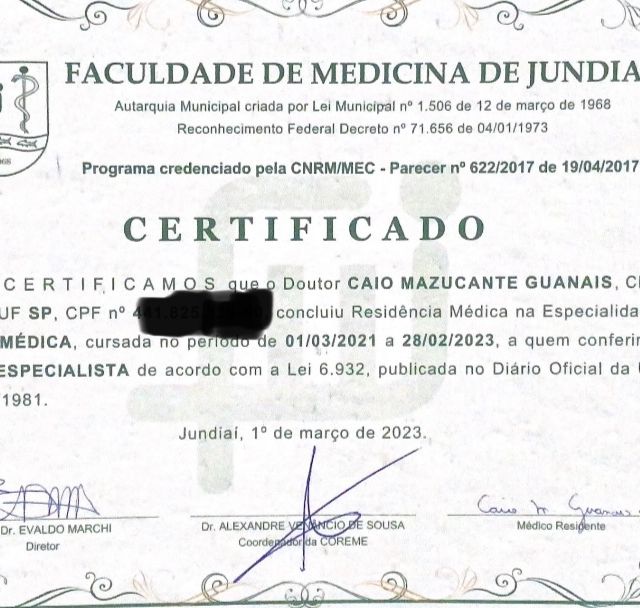 FACULDADE DE MEDICINA DE JUNDIA
Autarquia Municipal criada por Lei Municipal nº 1.506 de 12 de março de 1968
Reconhecimento Federal Decreto nº 71.656 de 04/01/1973
Programa credenciado pela CNRM/MEC - Parecer nº 622/2017 de 19/04/2017
CERTIFICADO
CERTIFICAMOS que o Doutor CAIO MAZUCANTE GUANAIS,
UF SP, CPF nº concluiu Residência Médica na Especialida
MÉDICA, cursada no período de 01/03/2021 a 28/02/2023, a quem conferir
ESPECIALISTA de acordo com a Lei 6.932, publicada no Diário Oficial da
1981.
Jundiaí, 1º de março de 2023.
Caio M Guanais
Dr. EVALDO MARCHI
Diretor
Dr. ALEXANDRE VENÂNCIO DE SOUSA
Coordenador da COREME
Médico Residente